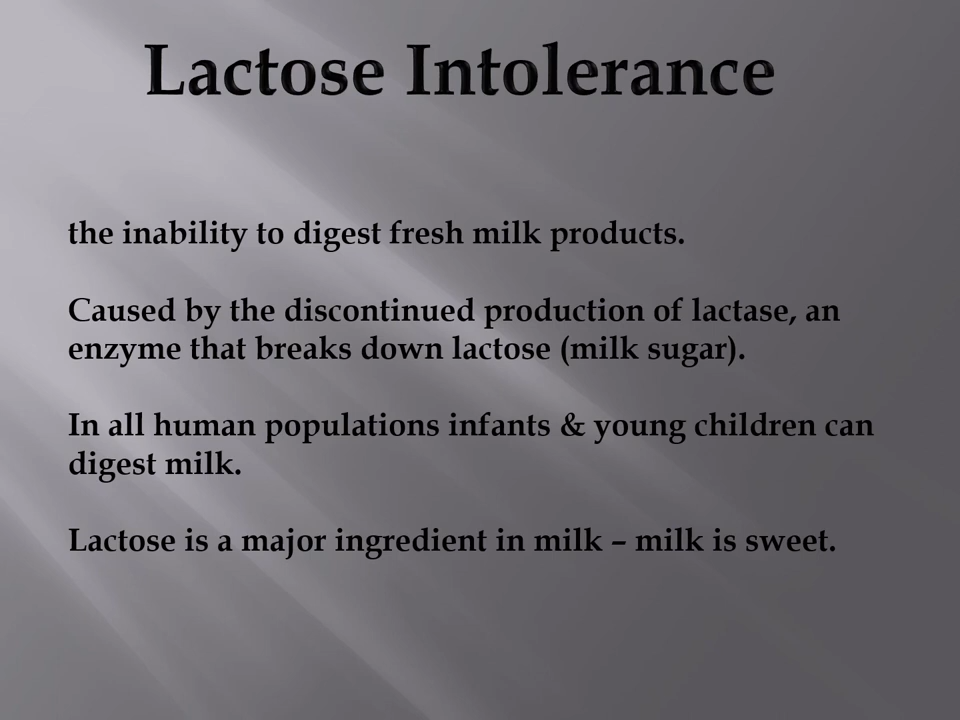 Lactose Intolerance
the inability to digest fresh milk products.
Caused by the discontinued production of lactase, an
enzyme that breaks down lactose (milk sugar).
In all human populations infants & young children can
digest milk.
Lactose is a major ingredient in milk – milk is sweet.